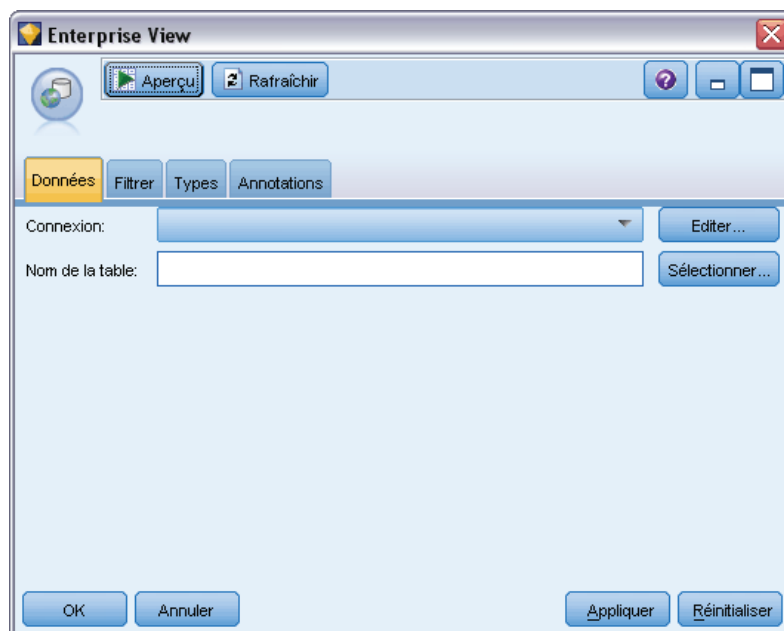 Enterprise View
Aperçu Rafraîchir
Données Filtrer Types Annotations
Connexion: Editer...
Nom de la table: Sélectionner...
OK Annuler Appliquer Réinitialiser